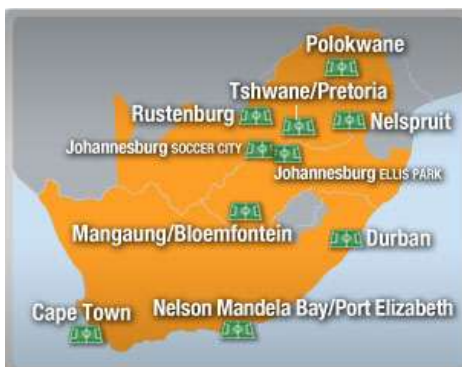 Polokwane
Tshwane/Pretoria
Rustenburg
Nelspruit
Johannesburg SOCCER CITY
Johannesburg ELLIS PARK
Mangaung/Bloemfontein
Durban
Cape Town
Nelson Mandela Bay/Port Elizabeth